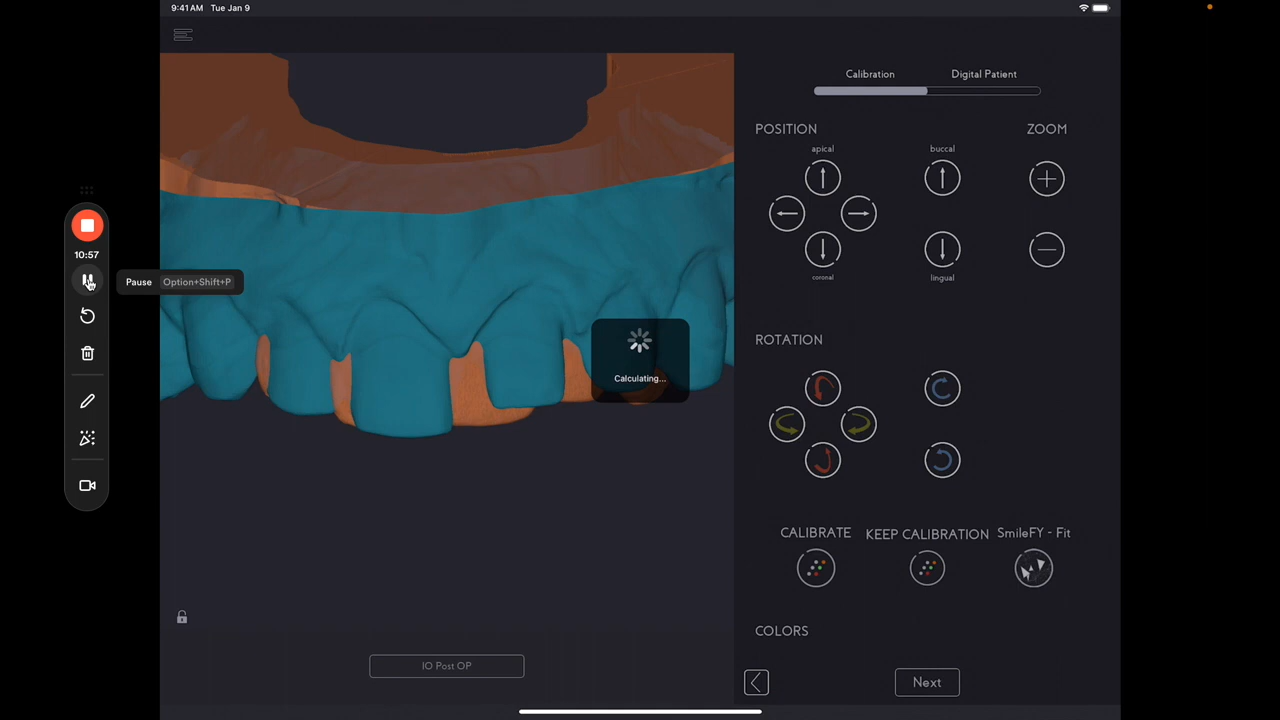 9:41 AM Tue Jan 9
Calibration
Digital Patient
POSITION
ZOOM
apical
buccal
coronal
lingual
10:57
Pause Option+Shift+P
ROTATION
Calculating...
CALIBRATE
KEEP CALIBRATION
SmileFY - Fit
COLORS
IO Post OP
Next